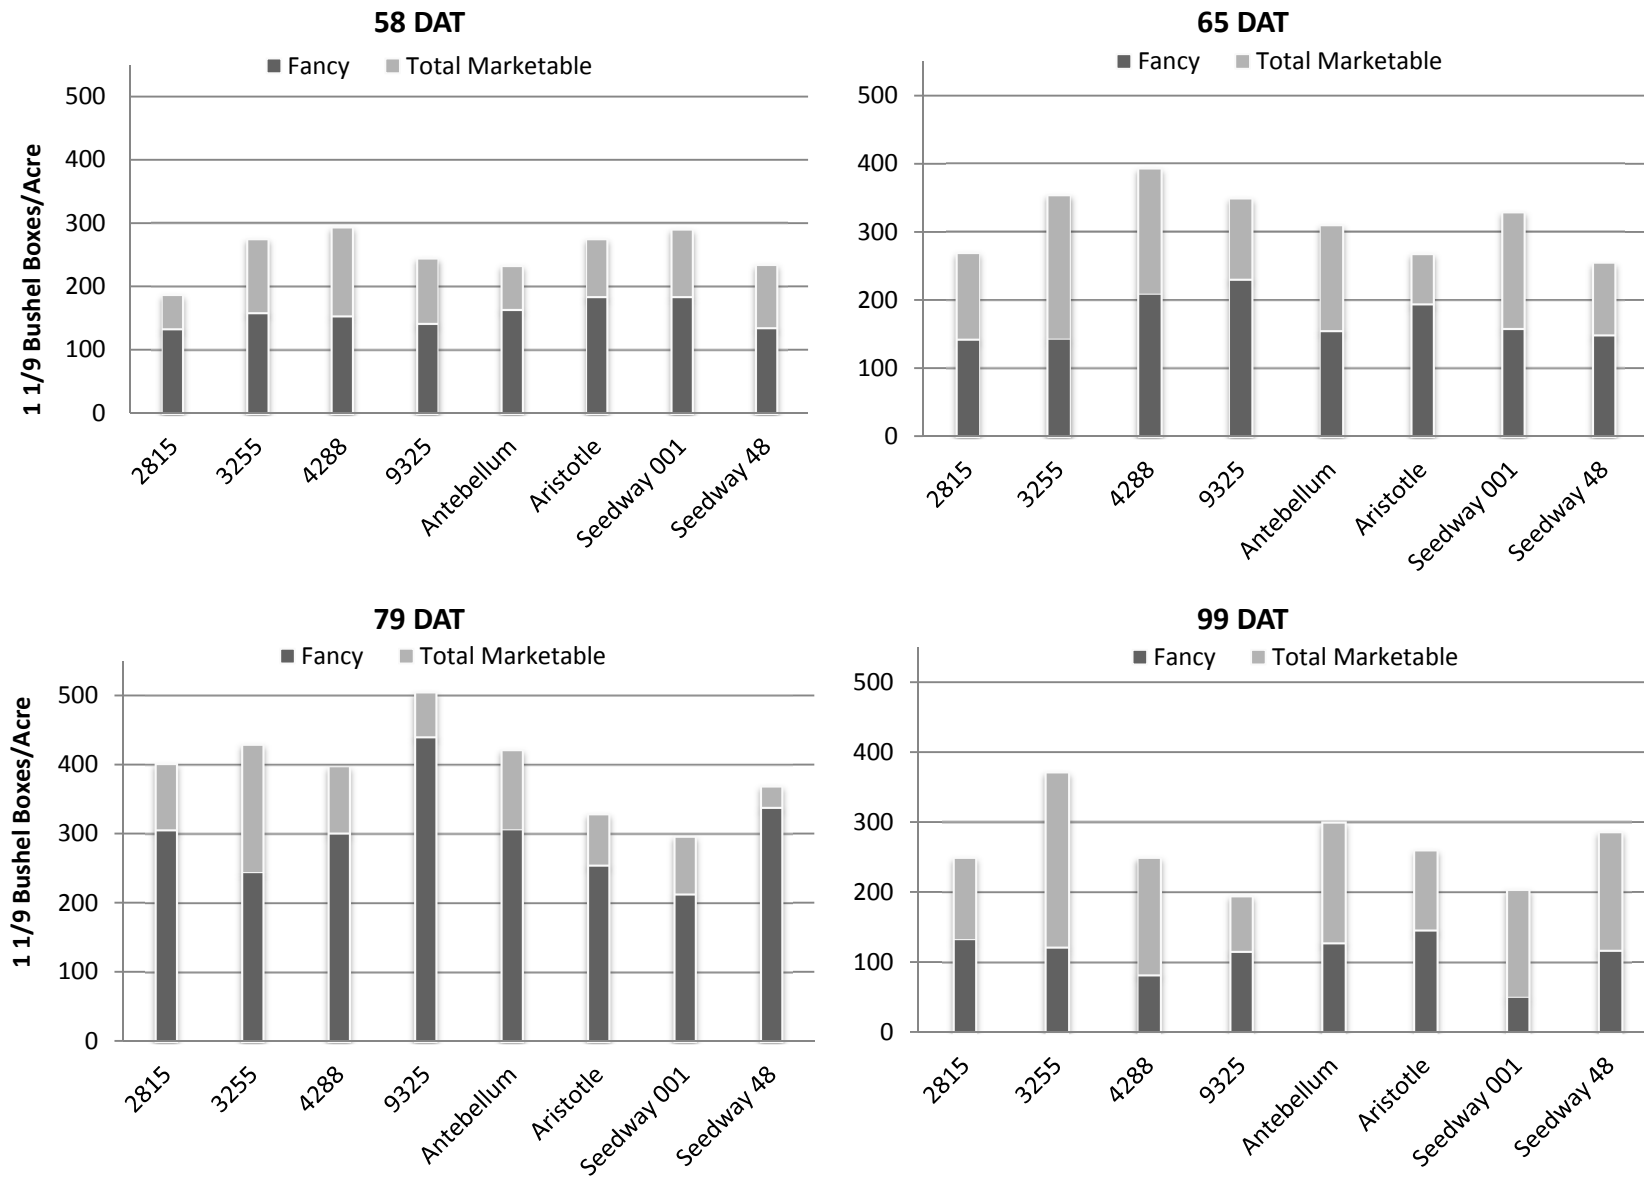 58 DAT
Fancy Total Marketable
1 1/9 Bushel Boxes/Acre
500
400
300
200
100
0
2815 3255 4288 9325 Antebellum Aristotle Seedway 001 Seedway 48
65 DAT
Fancy Total Marketable
500
400
300
200
100
0
2815 3255 4288 9325 Antebellum Aristotle Seedway 001 Seedway 48
79 DAT
Fancy Total Marketable
1 1/9 Bushel Boxes/Acre
500
400
300
200
100
0
2815 3255 4288 9325 Antebellum Aristotle Seedway 001 Seedway 48
99 DAT
Fancy Total Marketable
500
400
300
200
100
0
2815 3255 4288 9325 Antebellum Aristotle Seedway 001 Seedway 48